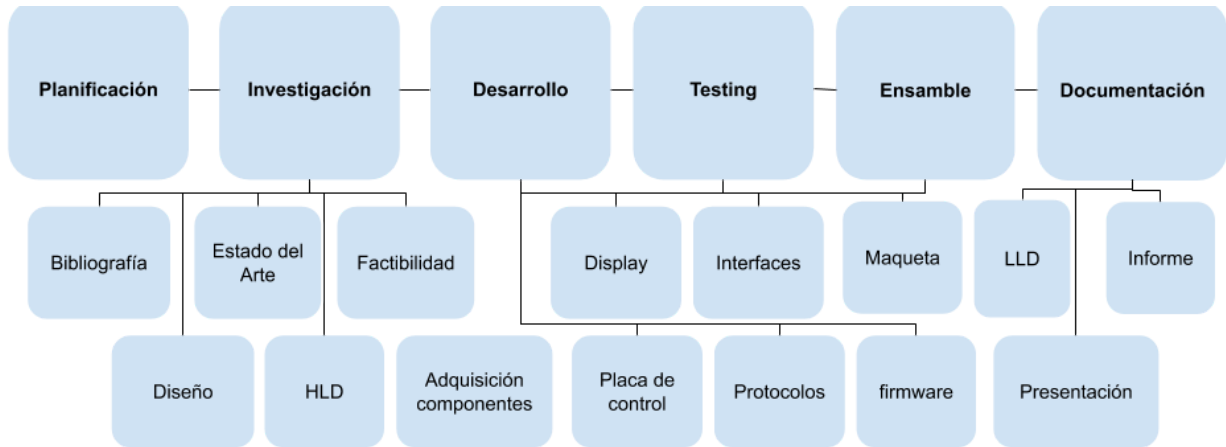 Planificación
Investigación
Desarrollo
Testing
Ensamble
Documentación
Bibliografía
Estado del
Arte
Factibilidad
Display
Interfaces
Maqueta
LLD
Informe
Diseño
HLD
Adquisición
componentes
Placa de
control
Protocolos
firmware
Presentación